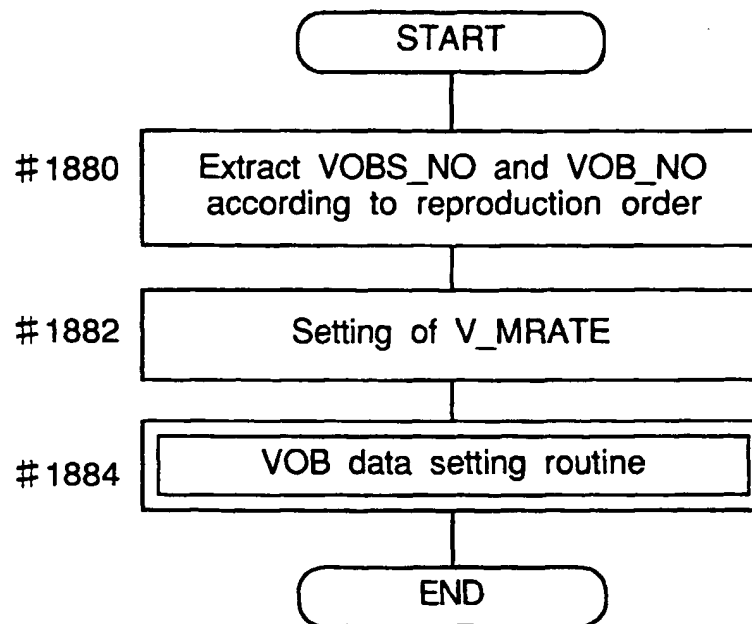 START
#1880
Extract VOBS_NO and VOB_NO
according to reproduction order
#1882
Setting of V_MRATE
#1884
VOB data setting routine
END